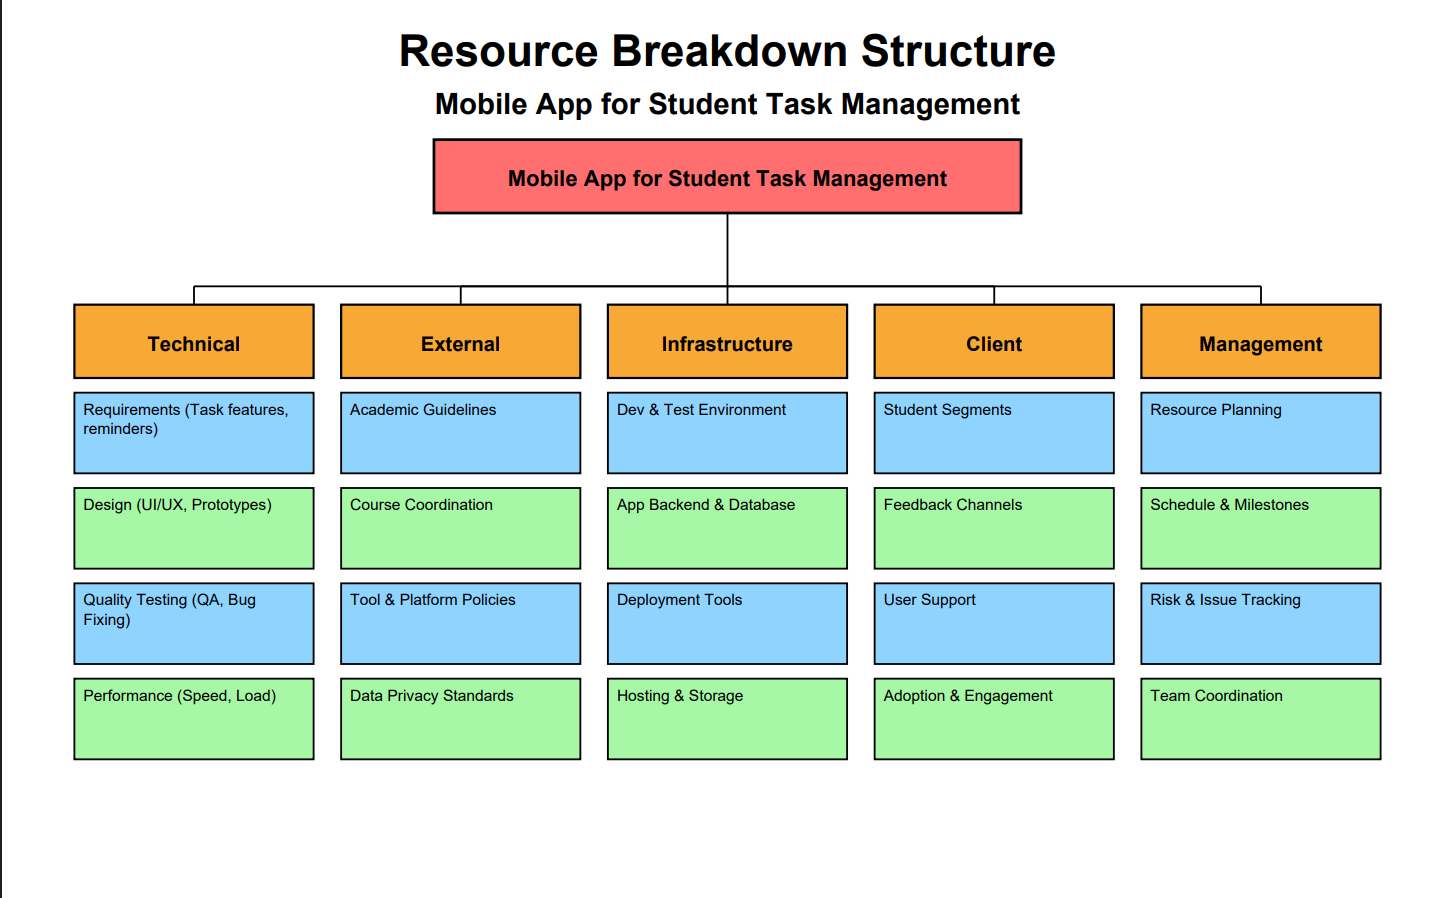 Resource Breakdown Structure
Mobile App for Student Task Management
Mobile App for Student Task Management
Technical
External
Infrastructure
Client
Management
Requirements (Task features,
reminders)
Academic Guidelines
Dev & Test Environment
Student Segments
Resource Planning
Design (UI/UX, Prototypes)
Course Coordination
App Backend & Database
Feedback Channels
Schedule & Milestones
Quality Testing (QA, Bug
Fixing)
Tool & Platform Policies
Deployment Tools
User Support
Risk & Issue Tracking
Performance (Speed, Load)
Data Privacy Standards
Hosting & Storage
Adoption & Engagement
Team Coordination